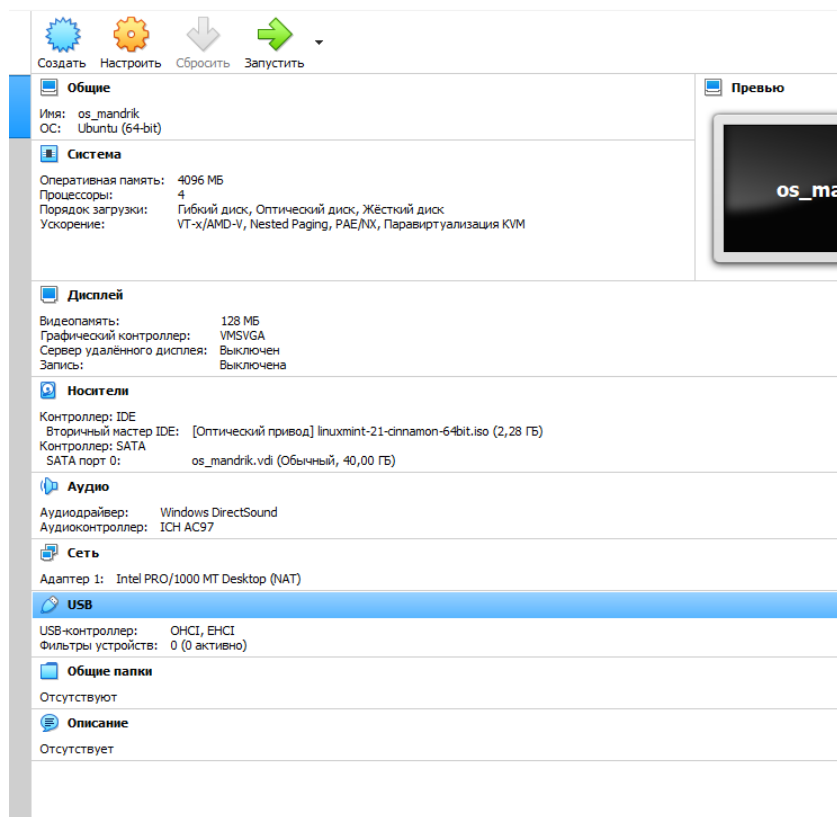 Создать Настроить Сбросить Запустить
Общие
Имя: os_mandrik
ОС: Ubuntu (64-bit)
Превью
os_ma
Система
Оперативная память: 4096 МБ
Процессоры: 4
Порядок загрузки: Гибкий диск, Оптический диск, Жёсткий диск
Ускорение: VT-x/AMD-V, Nested Paging, PAE/NX, Паравиртуализация KVM
Дисплей
Видеопамять: 128 МБ
Графический контроллер: VMSVGA
Сервер удалённого дисплея: Выключен
Запись: Выключена
Носители
Контроллер: IDE
Вторичный мастер IDE: [Оптический привод] linuxmint-21-cinnamon-64bit.iso (2,28 ГБ)
Контроллер: SATA
SATA порт 0: os_mandrik.vdi (Обычный, 40,00 ГБ)
Аудио
Аудиодрайвер: Windows DirectSound
Аудиоконтроллер: ICH AC97
Сеть
Адаптер 1: Intel PRO/1000 MT Desktop (NAT)
USB
USB-контроллер: OHCI, EHCI
Фильтры устройств: 0 (0 активно)
Общие папки
Отсутствуют
Описание
Отсутствует